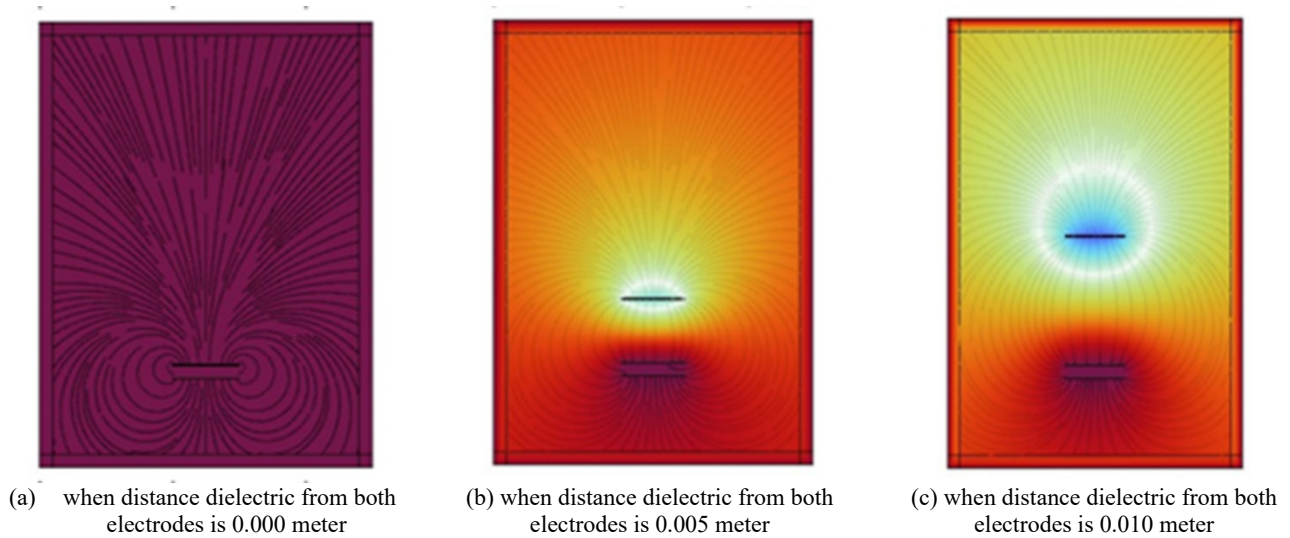 (a) when distance dielectric from both
electrodes is 0.000 meter
(b) when distance dielectric from both
electrodes is 0.005 meter
(c) when distance dielectric from both
electrodes is 0.010 meter